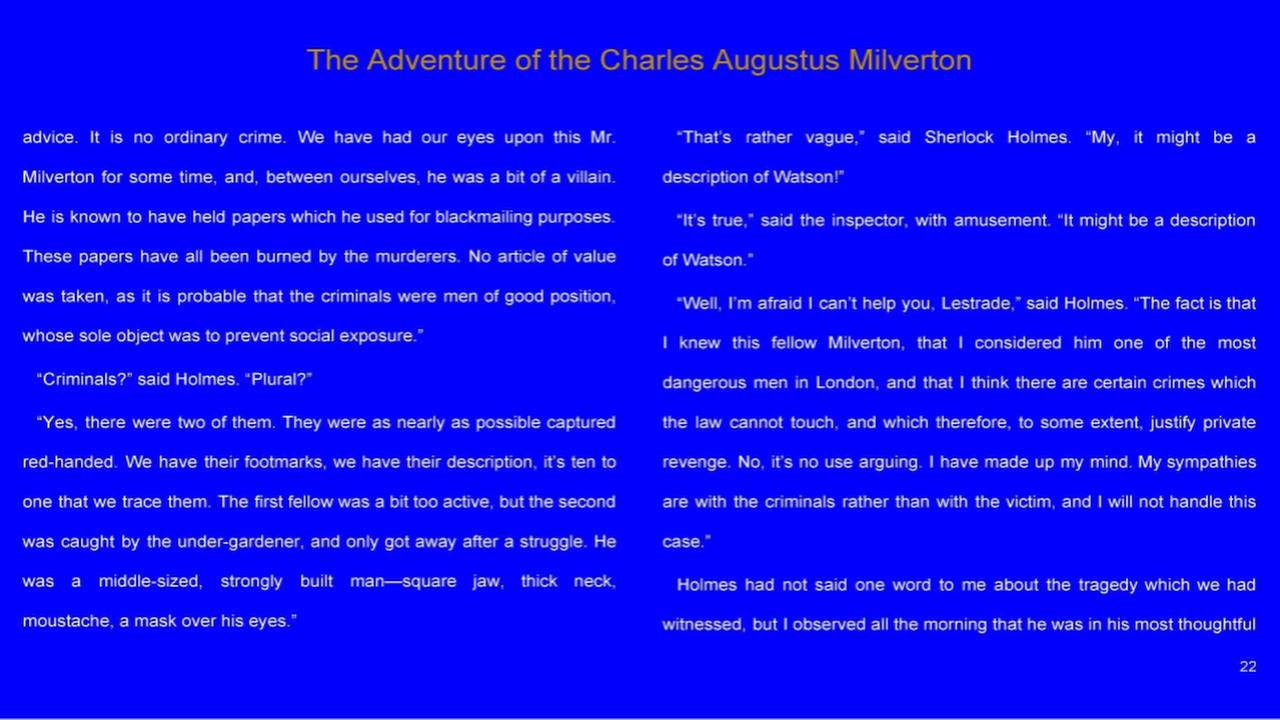 The Adventure of the Charles Augustus Milverton
advice. It is no ordinary crime. We have had our eyes upon this Mr.
Milverton for some time, and, between ourselves, he was a bit of a villain.
He is known to have held papers which he used for blackmailing purposes.
These papers have all been burned by the murderers. No article of value
was taken, as it is probable that the criminals were men of good position,
whose sole object was to prevent social exposure.”
“Criminals?” said Holmes. “Plural?”
“Yes, there were two of them. They were as nearly as possible captured
red-handed. We have their footmarks, we have their description, it’s ten to
one that we trace them. The first fellow was a bit too active, but the second
was caught by the under-gardener, and only got away after a struggle. He
was a middle-sized, strongly built man—square jaw, thick neck,
moustache, a mask over his eyes.”
“That’s rather vague,” said Sherlock Holmes. “My, it might be a
description of Watson!”
“It’s true,” said the inspector, with amusement. “It might be a description
of Watson.”
“Well, I’m afraid I can’t help you, Lestrade,” said Holmes. “The fact is that
I knew this fellow Milverton, that I considered him one of the most
dangerous men in London, and that I think there are certain crimes which
the law cannot touch, and which therefore, to some extent, justify private
revenge. No, it’s no use arguing. I have made up my mind. My sympathies
are with the criminals rather than with the victim, and I will not handle this
case.”
Holmes had not said one word to me about the tragedy which we had
witnessed, but I observed all the morning that he was in his most thoughtful
22